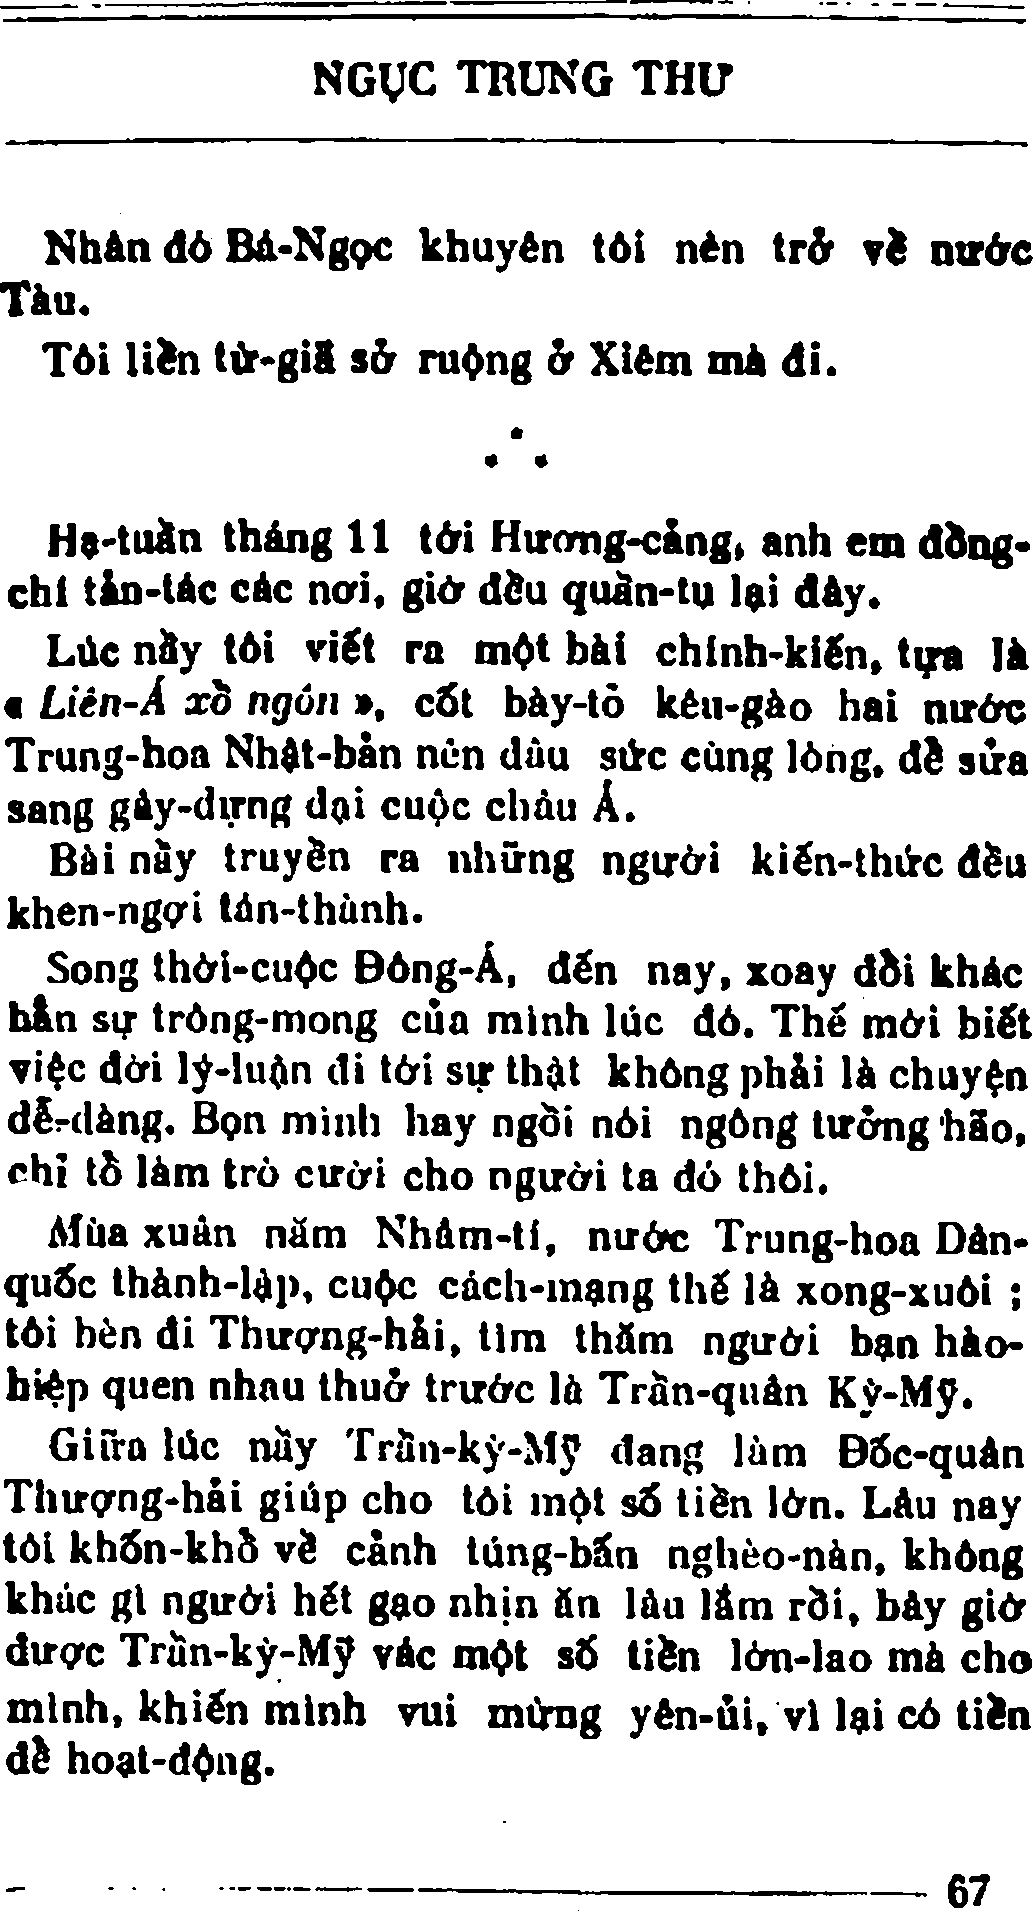 NGỤC TRUNG THƯ
Nhân đó Bá-Ngọc khuyên tôi nên trở về nước
Tàu.
Tôi liền từ-giã sở ruộng ở Xiêm mà đi.
Hạ-tuần tháng 11 tới Hương-cảng, anh em đồng-
chí tản-tác các nơi, giờ đều quần-tụ lại đây.
Lúc nầy tôi viết ra một bài chính-kiến, tựa là
« Liên-Á xồ ngôn », cốt bày-tỏ kêu-gào hai nước
Trung-hoa Nhật-bản nên dâu sức cùng lòng, để sửa
sang gây-dựng đại cuộc châu Á.
Bài nầy truyền ra những người kiến-thức đều
khen-ngợi tán-thành.
Song thời-cuộc Đông-Á, đến nay, xoay đổi khác
hẳn sự trông-mong của mình lúc đó. Thế mới biết
việc đời lý-luận đi tới sự thật không phải là chuyện
dễ-dàng. Bọn mình hay ngồi nói ngông tưởng hão,
chỉ tổ làm trò cười cho người ta đó thôi.
Mùa xuân năm Nhâm-tí, nước Trung-hoa Dân-
quốc thành-lập, cuộc cách-mạng thế là xong-xuôi ;
tôi bèn đi Thượng-hải, tìm thăm người bạn hào-
hiệp quen nhau thuở trước là Trần-quân Kỳ-Mỹ.
Giữa lúc nầy Trần-kỳ-Mỹ đang làm Đốc-quân
Thượng-hải giúp cho tôi một số tiền lớn. Lâu nay
tôi khốn-khổ về cảnh túng-bấn nghèo-nàn, không
khác gì người hết gạo nhịn ăn lâu lắm rồi, bây giờ
được Trần-kỳ-Mỹ vác một số tiền lớn-lao mà cho
mình, khiến mình vui mừng yên-ủi, vì lại có tiền
để hoạt-động.
67